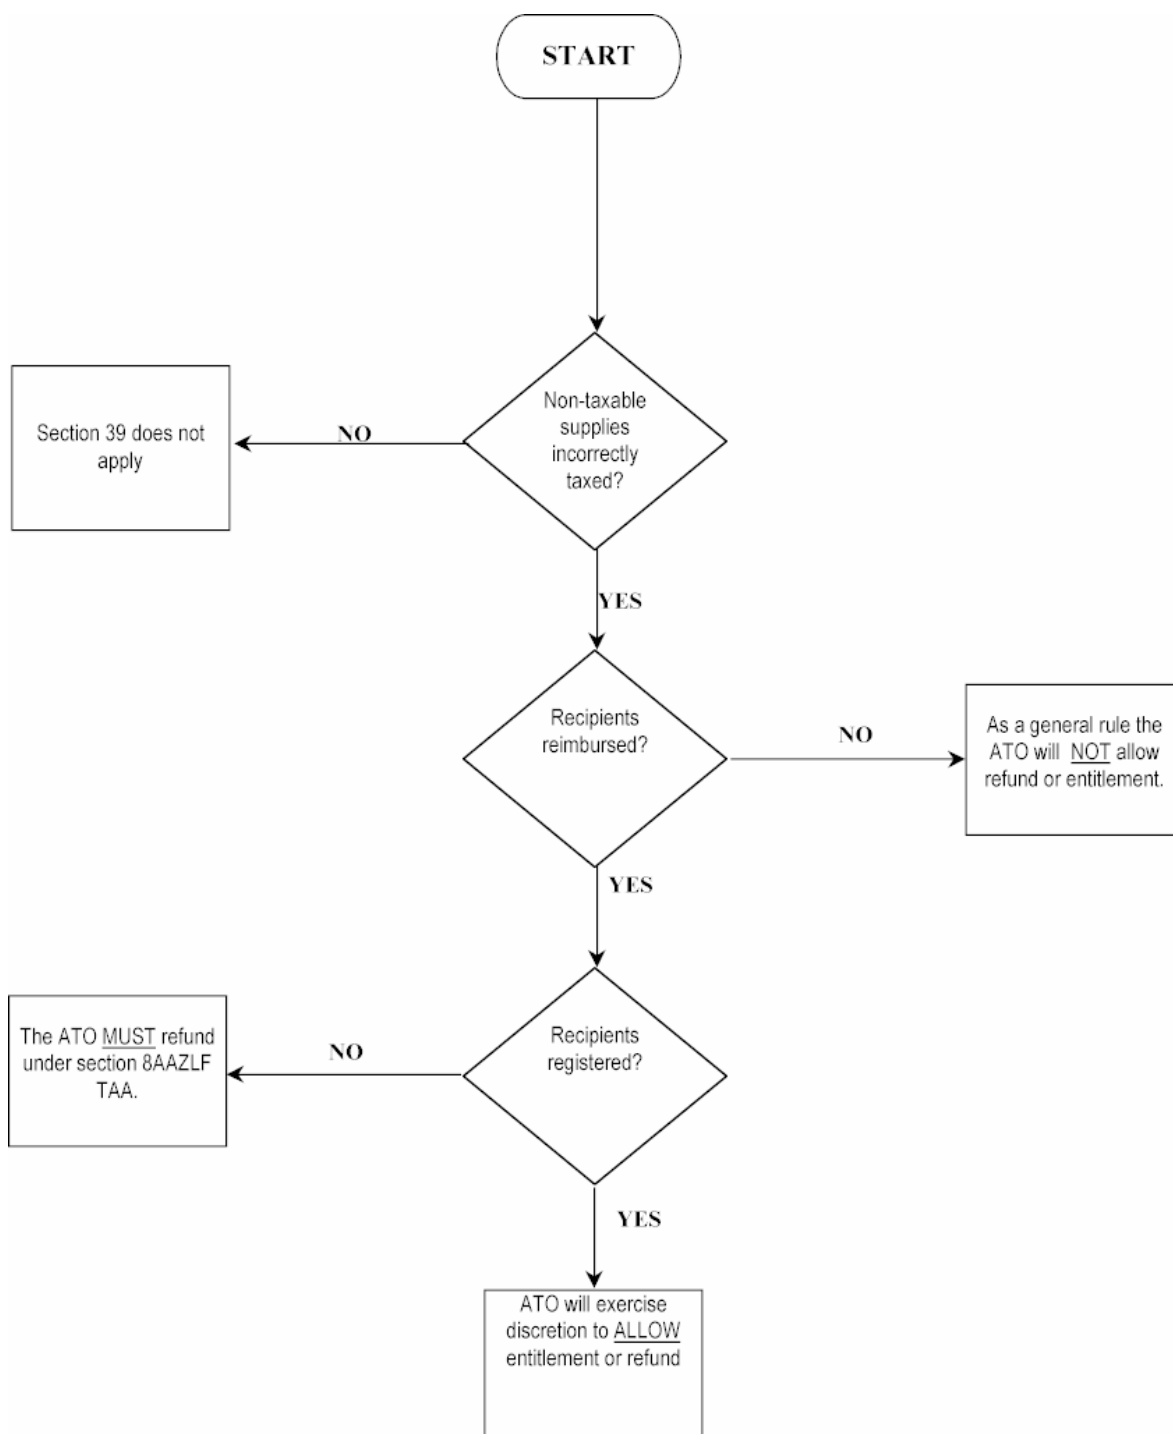 START
Non-taxable
supplies
incorrectly
taxed?
NO
Section 39 does not
apply
YES
Recipients
reimbursed?
NO
As a general rule the
ATO will NOT allow
refund or entitlement.
YES
Recipients
registered?
NO
The ATO MUST refund
under section 8AAZLF
TAA.
YES
ATO will exercise
discretion to ALLOW
entitlement or refund